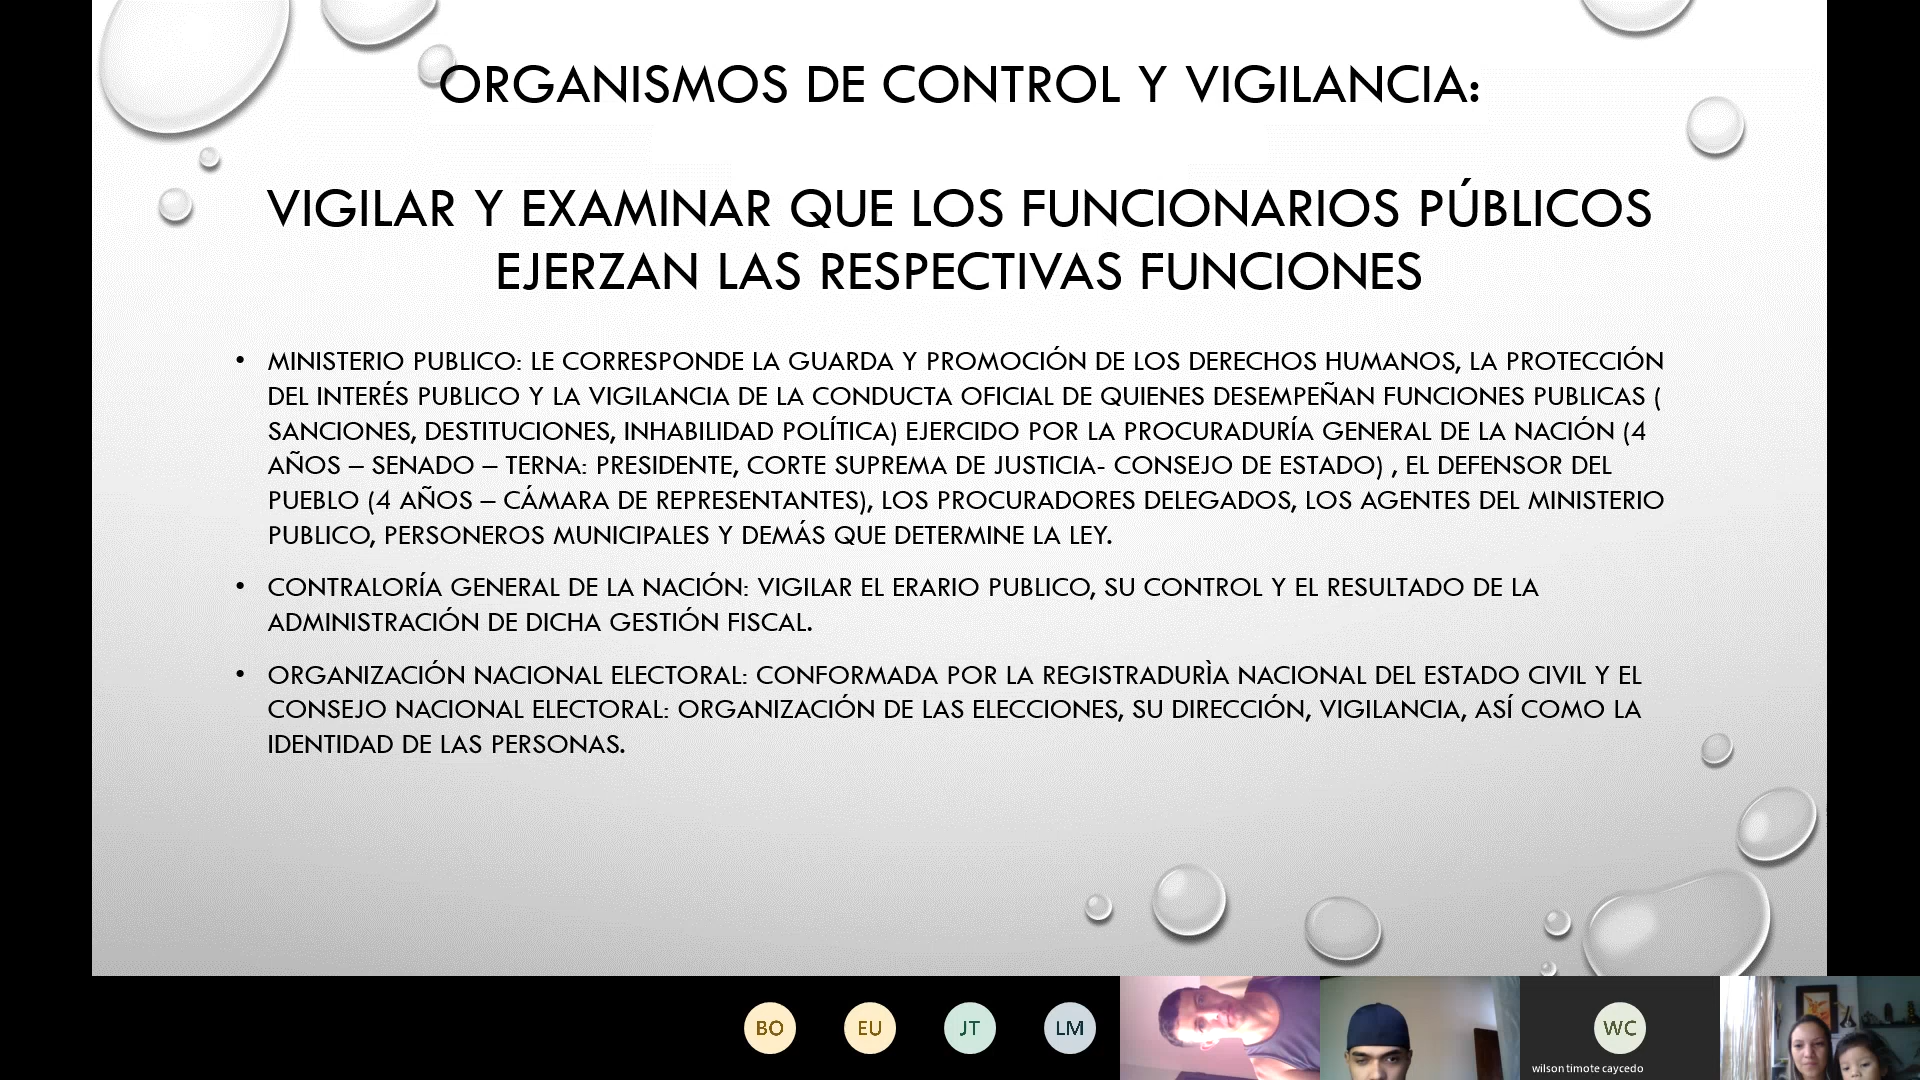 ORGANISMOS DE CONTROL Y VIGILANCIA:
VIGILAR Y EXAMINAR QUE LOS FUNCIONARIOS PÚBLICOS
EJERZAN LAS RESPECTIVAS FUNCIONES
• MINISTERIO PUBLICO: LE CORRESPONDE LA GUARDA Y PROMOCIÓN DE LOS DERECHOS HUMANOS, LA PROTECCIÓN
DEL INTERÉS PUBLICO Y LA VIGILANCIA DE LA CONDUCTA OFICIAL DE QUIENES DESEMPEÑAN FUNCIONES PUBLICAS (
SANCIONES, DESTITUCIONES, INHABILIDAD POLÍTICA) EJERCIDO POR LA PROCURADURÍA GENERAL DE LA NACIÓN (4
AÑOS – SENADO – TERNA: PRESIDENTE, CORTE SUPREMA DE JUSTICIA- CONSEJO DE ESTADO) , EL DEFENSOR DEL
PUEBLO (4 AÑOS – CÁMARA DE REPRESENTANTES), LOS PROCURADORES DELEGADOS, LOS AGENTES DEL MINISTERIO
PUBLICO, PERSONEROS MUNICIPALES Y DEMÁS QUE DETERMINE LA LEY.
• CONTRALORÍA GENERAL DE LA NACIÓN: VIGILAR EL ERARIO PUBLICO, SU CONTROL Y EL RESULTADO DE LA
ADMINISTRACIÓN DE DICHA GESTIÓN FISCAL.
• ORGANIZACIÓN NACIONAL ELECTORAL: CONFORMADA POR LA REGISTRADURÌA NACIONAL DEL ESTADO CIVIL Y EL
CONSEJO NACIONAL ELECTORAL: ORGANIZACIÓN DE LAS ELECCIONES, SU DIRECCIÓN, VIGILANCIA, ASÍ COMO LA
IDENTIDAD DE LAS PERSONAS.
BO EU JT LM WC
wilson timote caycedo